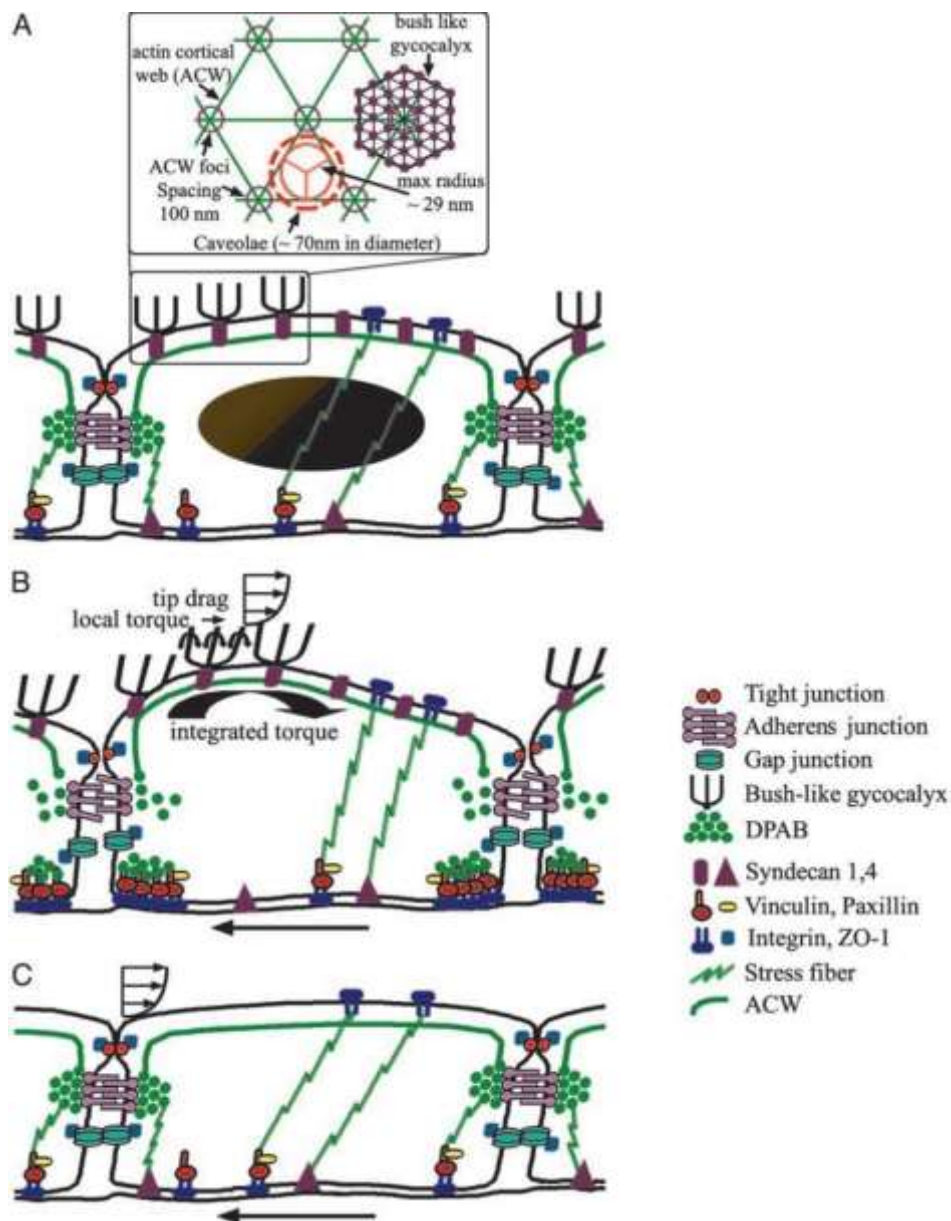 A
actin cortical
web (ACW)
bush like
gycocalyx
ACW foci
Spacing
100 nm
max radius
~ 29 nm
Caveolae (~ 70nm in diameter)
B
tip drag
local torque
integrated torque
Tight junction
Adherens junction
Gap junction
Bush-like gycocalyx
DPAB
Syndecan 1,4
Vinculin, Paxillin
Integrin, ZO-1
Stress fiber
ACW
C